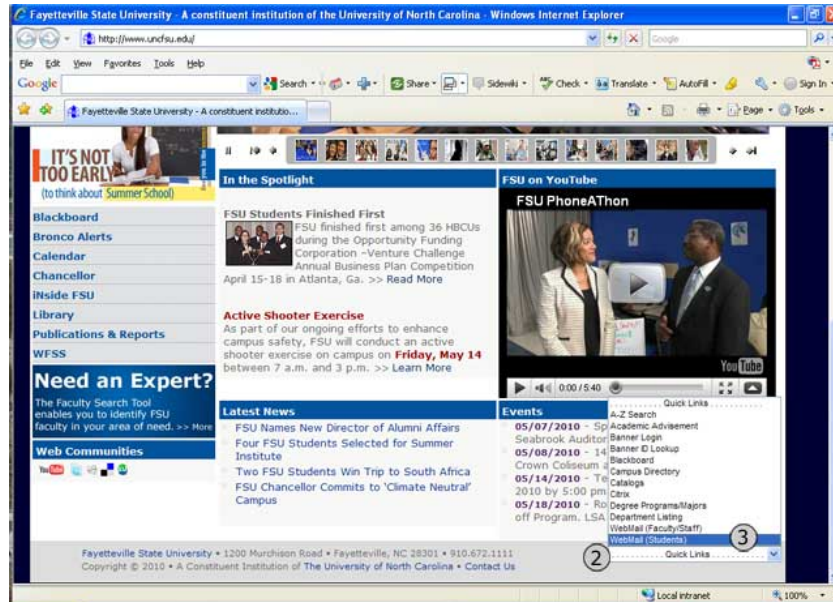 Fayetteville State University - A constituent institution of the University of North Carolina - Windows Internet Explorer
http://www.uncfsu.edu/
Google
File Edit View Favorites Tools Help
Google Search Share Sidewiki Check Translate AutoFill Sign In
Fayetteville State University - A constituent institutio... Page Tools
IT'S NOT
TOO EARLY
(to think about Summer School)
Blackboard
Bronco Alerts
Calendar
Chancellor
iNside FSU
Library
Publications & Reports
WFSS
Need an Expert?
The Faculty Search Tool
enables you to identify FSU
faculty in your area of need. >> More
Web Communities
You Tube
In the Spotlight
FSU Students Finished First
FSU finished first among 36 HBCUs
during the Opportunity Funding
Corporation –Venture Challenge
Annual Business Plan Competition
April 15-18 in Atlanta, Ga. >> Read More
Active Shooter Exercise
As part of our ongoing efforts to enhance
campus safety, FSU will conduct an active
shooter exercise on campus on Friday, May 14
between 7 a.m. and 3 p.m. >> Learn More
Latest News
FSU Names New Director of Alumni Affairs
Four FSU Students Selected for Summer
Institute
Two FSU Students Win Trip to South Africa
FSU Chancellor Commits to 'Climate Neutral'
Campus
FSU on YouTube
FSU PhoneAThon
You Tube
0:00 / 5:40
Events
05/07/2010 - Sp
Seabrook Auditor
05/08/2010 - 14
Crown Coliseum a
05/14/2010 - Te
2010 by 5:00 pm
05/18/2010 - Ro
off Program. LSA
. . . . . . . . . . Quick Links . . . . . . . . . .
A-Z Search
Academic Advisement
Banner Login
Banner ID Lookup
Blackboard
Campus Directory
Catalogs
Citrix
Degree Programs/Majors
Department Listing
WebMail (Faculty/Staff)
WebMail (Students)
3
2
. . . . . . . . . . Quick Links . . . . . . . . . .
Fayetteville State University • 1200 Murchison Road • Fayetteville, NC 28301 • 910.672.1111
Copyright © 2010 • A Constituent Institution of The University of North Carolina • Contact Us
Local intranet 100%